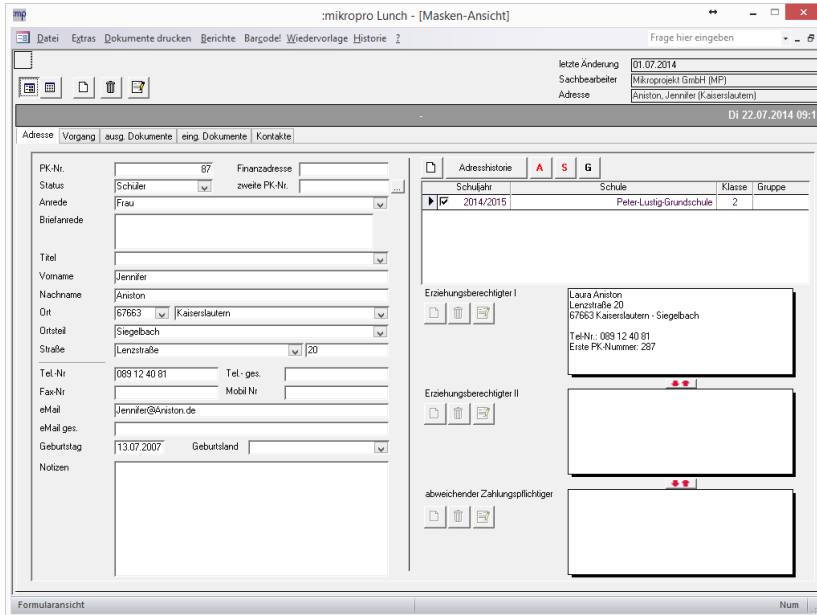 mp :mikropro Lunch - [Masken-Ansicht]
Datei Extras Dokumente drucken Berichte Barcode! Wiedervorlage Historie ? Frage hier eingeben
letzte Änderung 01.07.2014
Sachbearbeiter Mikroprojekt GmbH (MP)
Adresse Aniston, Jennifer (Kaiserslautern)
- Di 22.07.2014 09:1
Adresse Vorgang ausg. Dokumente eing. Dokumente Kontakte
PK-Nr. 87 Finanzadresse
Status Schüler zweite PK-Nr. ...
Anrede Frau
Briefanrede
Titel
Vorname Jennifer
Nachname Aniston
Ort 67663 Kaiserslautern
Ortsteil Siegelbach
Straße Lenzstraße 20
Tel.-Nr 089 12 40 81 Tel.- ges.
Fax-Nr Mobil Nr
eMail Jennifer@Aniston.de
eMail ges.
Geburtstag 13.07.2007 Geburtsland
Notizen
Adresshistorie A S G
Schuljahr Schule Klasse Gruppe
2014/2015 Peter-Lustig-Grundschule 2
Erziehungsberechtigter I
Laura Aniston
Lenzstraße 20
67663 Kaiserslautern - Siegelbach
Tel-Nr.: 089 12 40 81
Erste PK-Nummer: 287
Erziehungsberechtigter II
abweichender Zahlungspflichtiger
Formularansicht Num